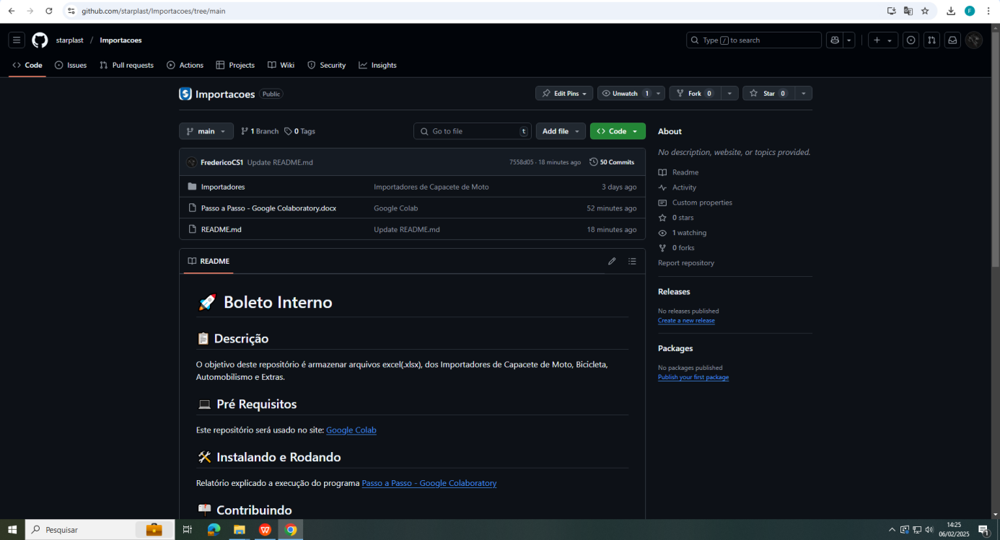 github.com/starplast/Importacoes/tree/main
F
starplast / Importacoes
Type / to search
Code Issues Pull requests Actions Projects Wiki Security Insights
Importacoes Public
Edit Pins Unwatch 1 Fork 0 Star 0
main 1 Branch 0 Tags Go to file t Add file Code
FredericoCS1 Update README.md 7558d05 · 18 minutes ago 50 Commits
Importadores Importadores de Capacete de Moto 3 days ago
Passo a Passo - Google Colaboratory.docx Google Colab 52 minutes ago
README.md Update README.md 18 minutes ago
README
🚀 Boleto Interno
📋 Descrição
O objetivo deste repositório é armazenar arquivos excel(.xlsx), dos Importadores de Capacete de Moto, Bicicleta,
Automobilismo e Extras.
💻 Pré Requisitos
Este repositório será usado no site: Google Colab
🛠️ Instalando e Rodando
Relatório explicado a execução do programa Passo a Passo - Google Colaboratory
📫 Contribuindo
About
No description, website, or topics provided.
Readme
Activity
Custom properties
0 stars
1 watching
0 forks
Report repository
Releases
No releases published
Create a new release
Packages
No packages published
Publish your first package
Pesquisar
14:25
06/02/2025
1